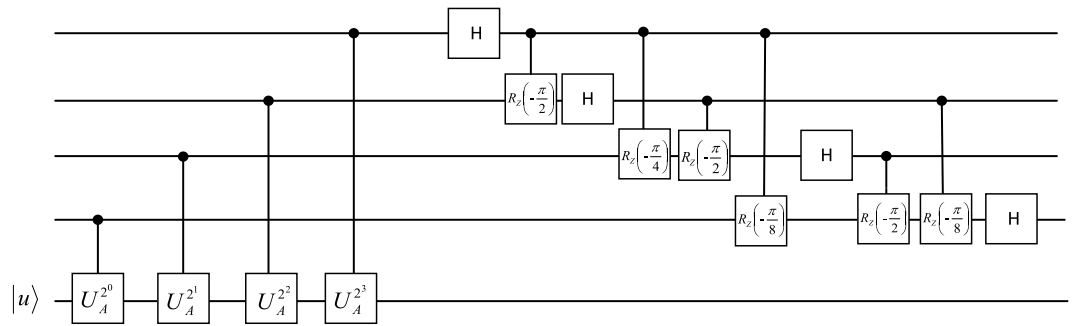 H
R_Z(-π/2) H
R_Z(-π/4) R_Z(-π/2) H
R_Z(-π/8) R_Z(-π/2) R_Z(-π/8) H
|u⟩ U_A^{2^0} U_A^{2^1} U_A^{2^2} U_A^{2^3}